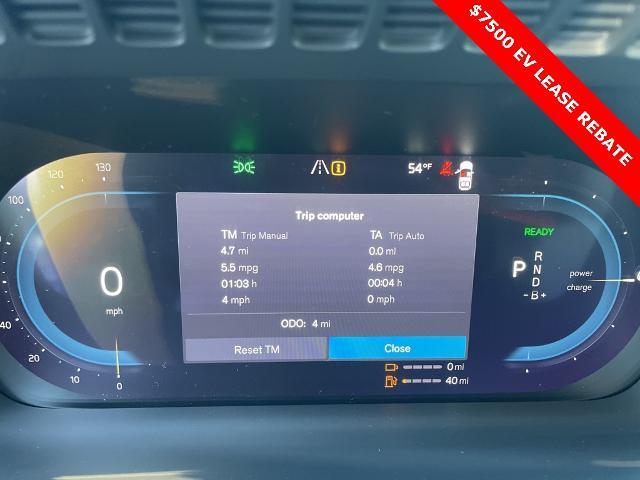 $7500 EV LEASE REBATE
54°F
130
120
100
Trip computer
TM Trip Manual
TA Trip Auto
4.7 mi
0.0 mi
5.5 mpg
4.6 mpg
01:03 h
00:04 h
4 mph
0 mph
ODO: 4 mi
Reset TM
Close
0
mph
READY
P
R
N
D
-B+
power
charge
40
20
10
0
0 mi
40 mi